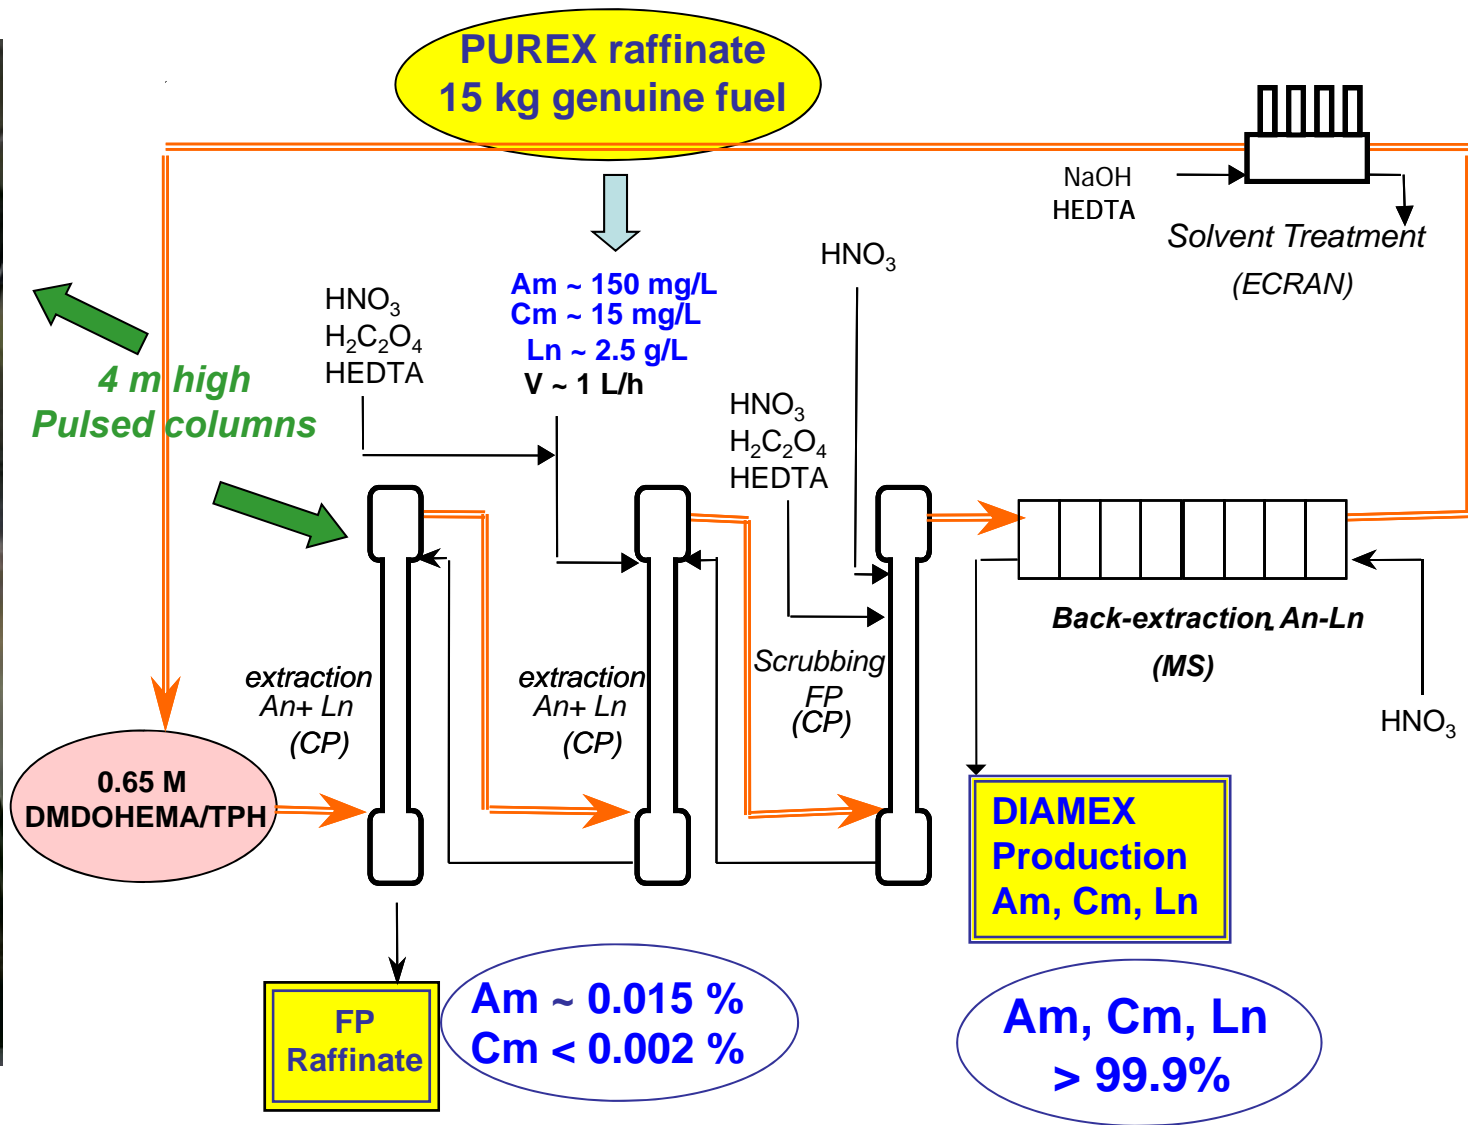 PUREX raffinate
15 kg genuine fuel
NaOH
HEDTA
Solvent Treatment
(ECRAN)
HNO3
Am ~ 150 mg/L
Cm ~ 15 mg/L
Ln ~ 2.5 g/L
V ~ 1 L/h
HNO3
H2C2O4
HEDTA
4 m high
Pulsed columns
HNO3
H2C2O4
HEDTA
extraction
An+ Ln
(CP)
extraction
An+ Ln
(CP)
Scrubbing
FP
(CP)
Back-extraction An-Ln
(MS)
HNO3
0.65 M
DMDOHEMA/TPH
DIAMEX
Production
Am, Cm, Ln
FP
Raffinate
Am ~ 0.015 %
Cm < 0.002 %
Am, Cm, Ln
> 99.9%